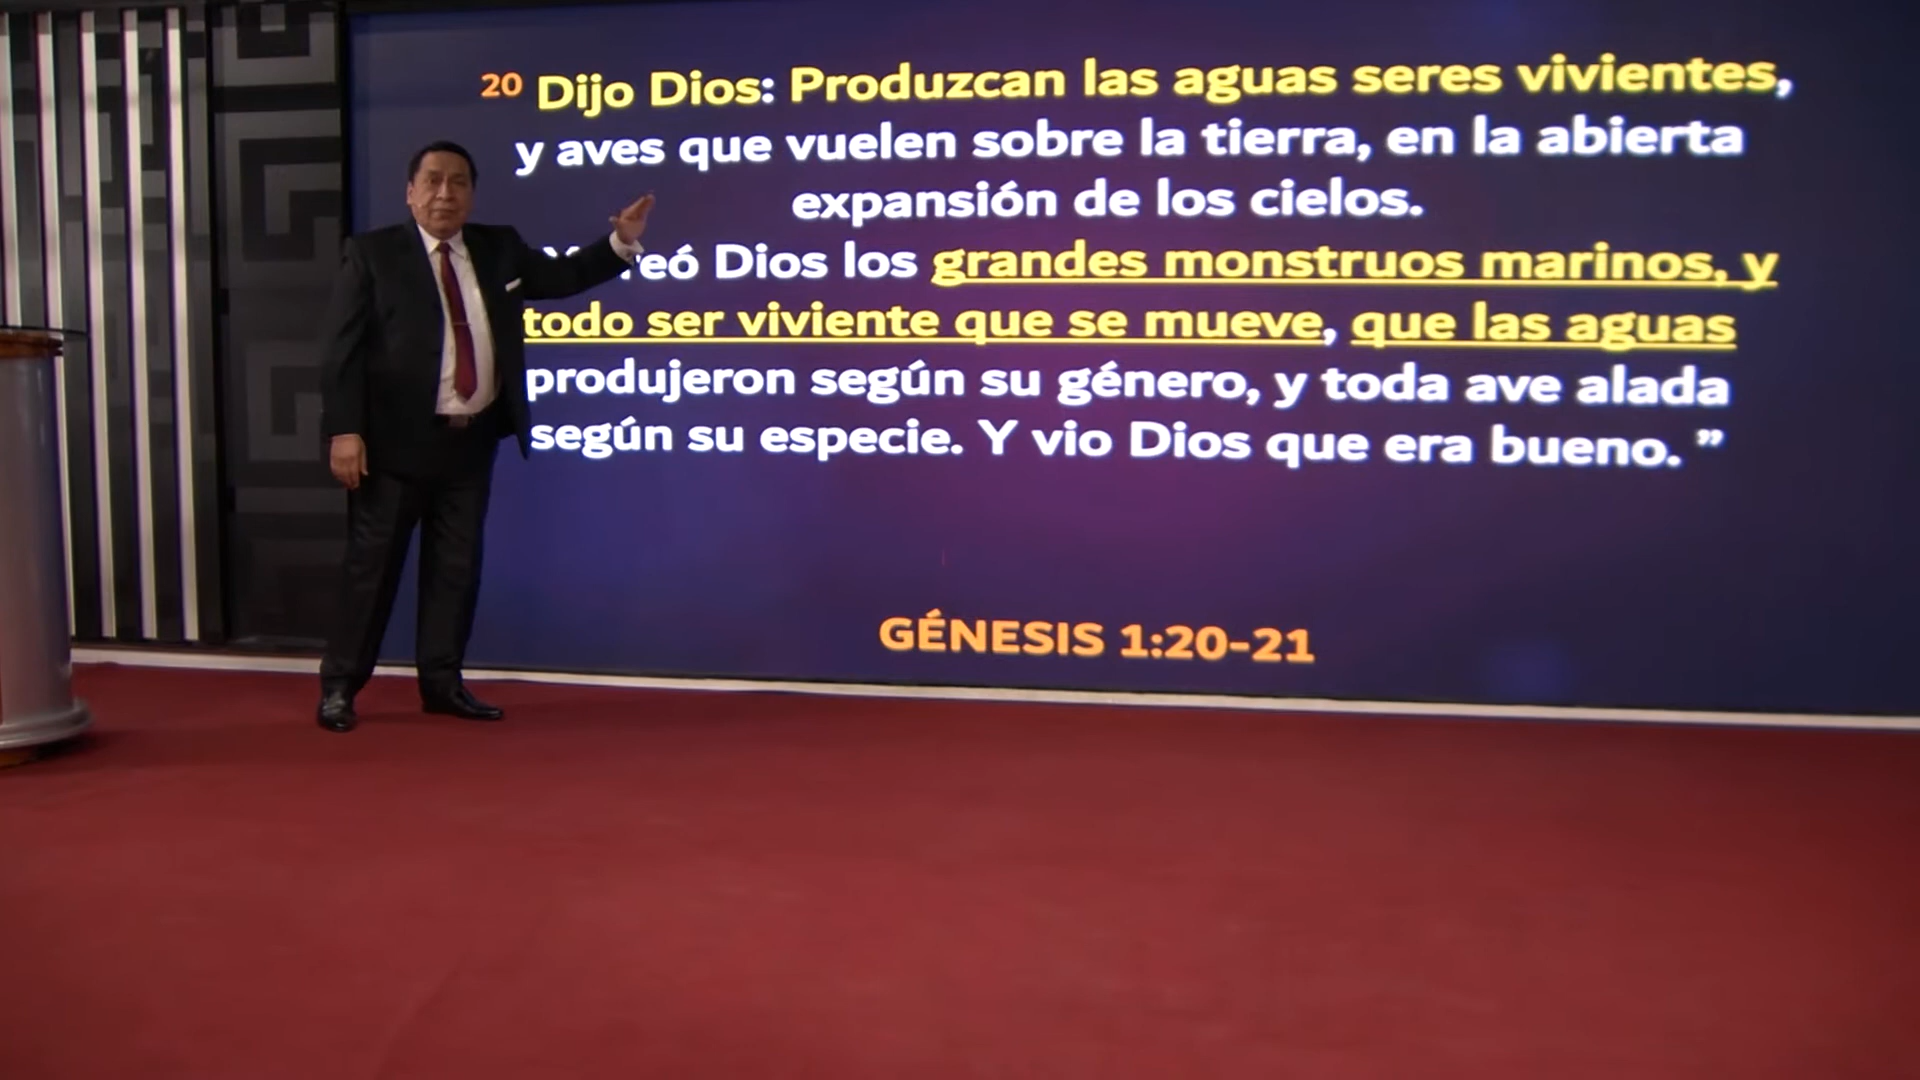 20 Dijo Dios: Produzcan las aguas seres vivientes,
y aves que vuelen sobre la tierra, en la abierta
expansión de los cielos.
Dios los grandes monstruos marinos, y
todo ser viviente que se mueve, que las aguas
produjeron según su género, y toda ave alada
según su especie. Y vio Dios que era bueno. ”
GÉNESIS 1:20-21